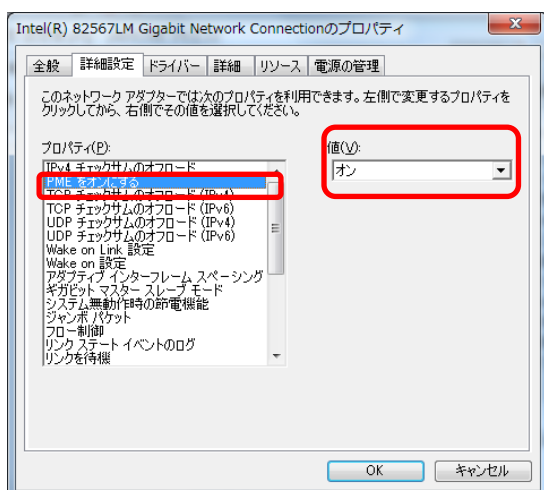 Intel(R) 82567LM Gigabit Network Connectionのプロパティ
全般 詳細設定 ドライバー 詳細 リソース 電源の管理
このネットワーク アダプターでは次のプロパティを利用できます。左側で変更するプロパティを
クリックしてから、右側でその値を選択してください。
プロパティ(P):
値(V):
IPv4 チェックサムのオフロード
オン
PME をオンにする
TCP チェックサムのオフロード (IPv4)
TCP チェックサムのオフロード (IPv6)
UDP チェックサムのオフロード (IPv4)
UDP チェックサムのオフロード (IPv6)
Wake on Link 設定
Wake on 設定
アダプティブ インターフレーム スペーシング
ギガビット マスター スレーブ モード
システム無動作時の節電機能
ジャンボ パケット
フロー制御
リンク ステート イベントのログ
リンクを待機
OK
キャンセル